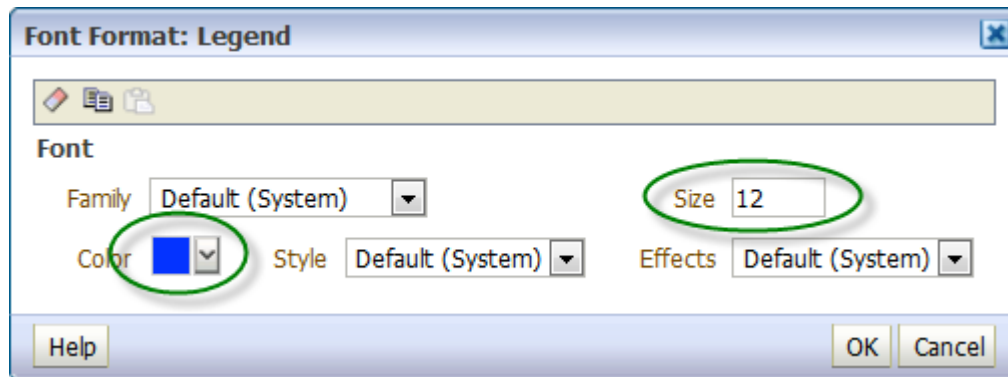 Font Format: Legend
Font
Family Default (System) Size 12
Color Style Default (System) Effects Default (System)
Help OK Cancel